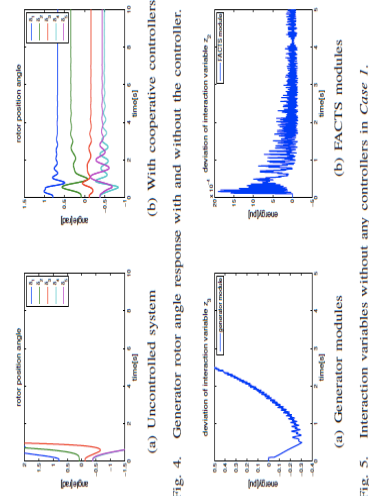 rotor position angle
angle[rad]
time[s]
(a) Uncontrolled system
rotor position angle
angle[rad]
time[s]
(b) With cooperative controllers
Fig. 4. Generator rotor angle response with and without the controller.
deviation of interaction variable z
generator module
energy[pu]
time[s]
(a) Generator modules
deviation of interaction variable z
FACTS module
energy[pu]
time[s]
(b) FACTS modules
Fig. 5. Interaction variables without any controllers in Case 1.